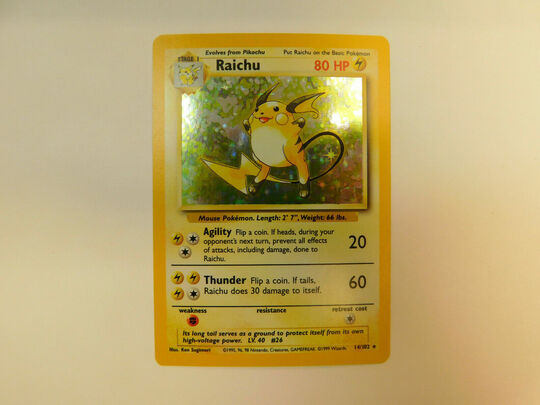 Evolves from Pikachu Put Raichu on the Basic Pokémon
STAGE 1
Raichu 80 HP
Mouse Pokémon. Length: 2' 7", Weight: 66 lbs.
Agility Flip a coin. If heads, during your
opponent's next turn, prevent all effects
of attacks, including damage, done to
Raichu.
20
Thunder Flip a coin. If tails,
Raichu does 30 damage to itself.
60
weakness resistance retreat cost
Its long tail serves as a ground to protect itself from its own
high-voltage power. LV. 40 #26
Illus. Ken Sugimori ©1995, 96, 98 Nintendo, Creatures, GAMEFREAK. ©1999 Wizards. 14/102 ★